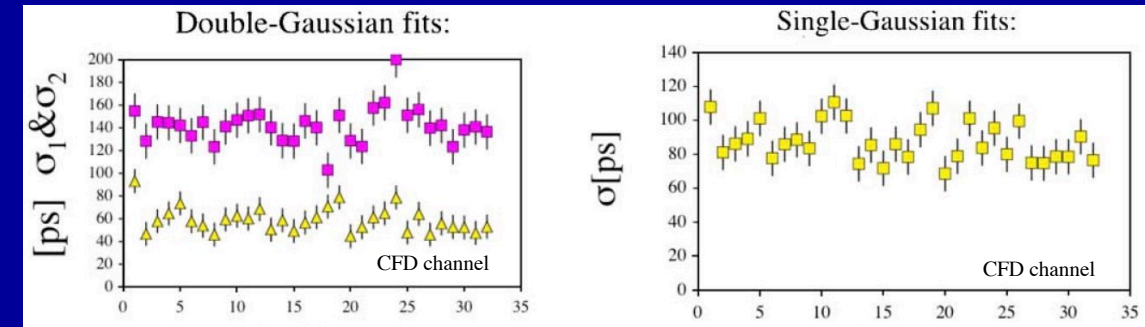 Double-Gaussian fits:
[ps] σ₁&σ₂
200
180
160
140
120
100
80
60
40
20
0
CFD channel
0 5 10 15 20 25 30 35
Single-Gaussian fits:
σ[ps]
140
120
100
80
60
40
20
0
CFD channel
0 5 10 15 20 25 30 35